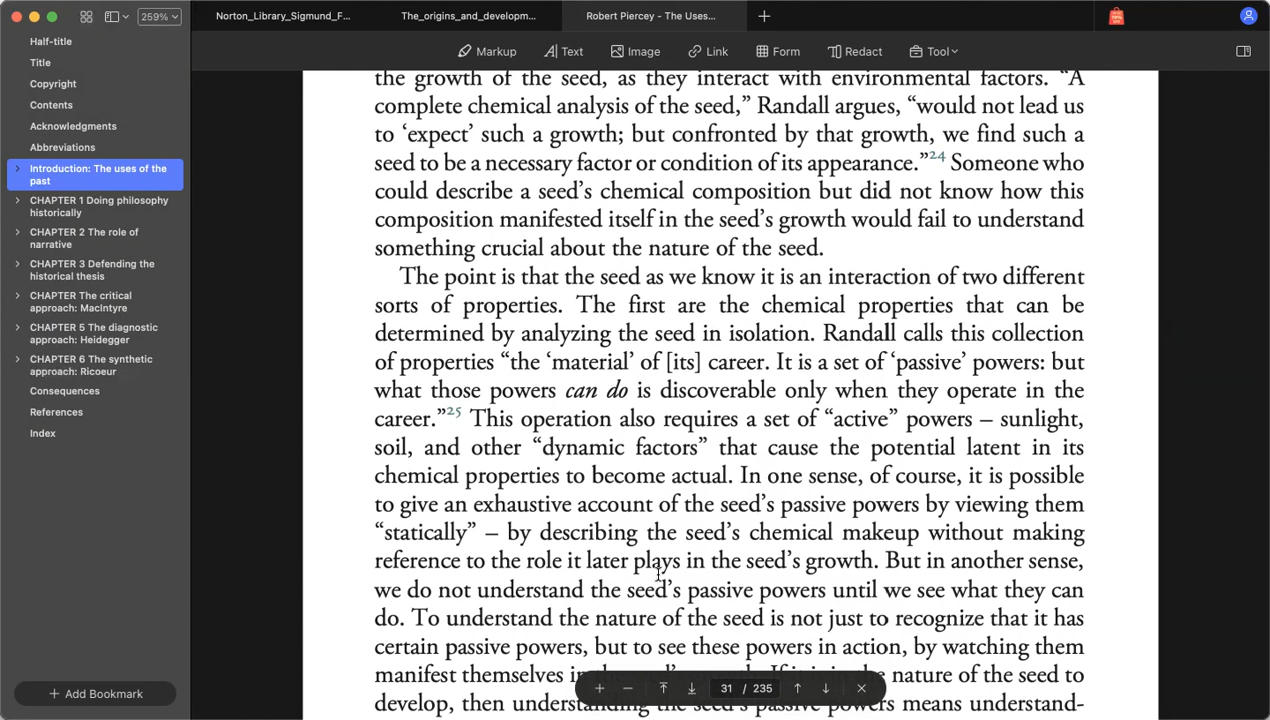 259%
Norton_Library_Sigmund_F...
The_origins_and_developm...
Robert Piercey - The Uses...
Markup
Text
Image
Link
Form
Redact
Tool
Half-title
Title
Copyright
Contents
Acknowledgments
Abbreviations
Introduction: The uses of the
past
CHAPTER 1 Doing philosophy
historically
CHAPTER 2 The role of
narrative
CHAPTER 3 Defending the
historical thesis
CHAPTER The critical
approach: MacIntyre
CHAPTER 5 The diagnostic
approach: Heidegger
CHAPTER 6 The synthetic
approach: Ricoeur
Consequences
References
Index
+ Add Bookmark
the growth of the seed, as they interact with environmental factors. “A
complete chemical analysis of the seed,” Randall argues, “would not lead us
to ‘expect’ such a growth; but confronted by that growth, we find such a
seed to be a necessary factor or condition of its appearance.”24 Someone who
could describe a seed’s chemical composition but did not know how this
composition manifested itself in the seed’s growth would fail to understand
something crucial about the nature of the seed.
The point is that the seed as we know it is an interaction of two different
sorts of properties. The first are the chemical properties that can be
determined by analyzing the seed in isolation. Randall calls this collection
of properties “the ‘material’ of [its] career. It is a set of ‘passive’ powers: but
what those powers can do is discoverable only when they operate in the
career.”25 This operation also requires a set of “active” powers – sunlight,
soil, and other “dynamic factors” that cause the potential latent in its
chemical properties to become actual. In one sense, of course, it is possible
to give an exhaustive account of the seed’s passive powers by viewing them
“statically” – by describing the seed’s chemical makeup without making
reference to the role it later plays in the seed’s growth. But in another sense,
we do not understand the seed’s passive powers until we see what they can
do. To understand the nature of the seed is not just to recognize that it has
certain passive powers, but to see these powers in action, by watching them
manifest themselves in the seed’s growth. If it is in the nature of the seed to
develop, then understanding the seed’s passive powers means understand-
31 / 235